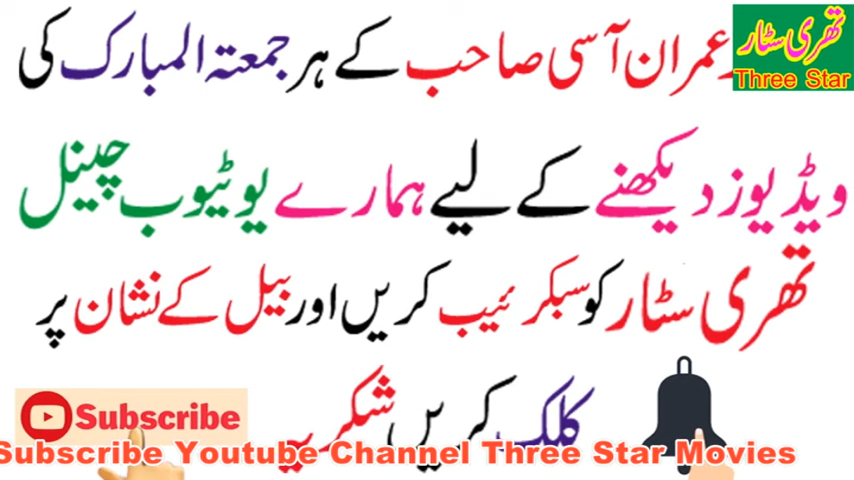 عمران آسی صاحب کے ہر جمعتہ المبارک کی
تھری سٹار
Three Star
ویڈیوز دیکھنے کے لیے ہمارے یوٹیوب چینل
تھری سٹار کو سبکرئیب کریں اور بیل کے نشان پر
کلک کریں شکریہ
Subscribe
Subscribe Youtube Channel Three Star Movies